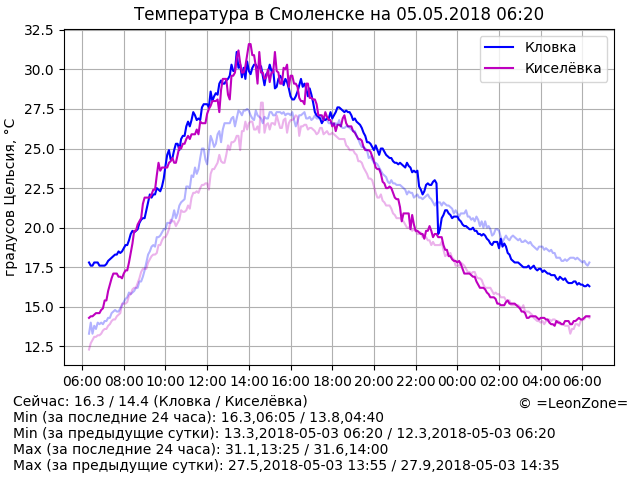 Температура в Смоленске на 05.05.2018 06:20
градусов Цельсия, °C
32.5
30.0
27.5
25.0
22.5
20.0
17.5
15.0
12.5
Кловка
Киселёвка
06:00 08:00 10:00 12:00 14:00 16:00 18:00 20:00 22:00 00:00 02:00 04:00 06:00
Сейчас: 16.3 / 14.4 (Кловка / Киселёвка)
© =LeonZone=
Min (за последние 24 часа): 16.3,06:05 / 13.8,04:40
Min (за предыдущие сутки): 13.3,2018-05-03 06:20 / 12.3,2018-05-03 06:20
Max (за последние 24 часа): 31.1,13:25 / 31.6,14:00
Max (за предыдущие сутки): 27.5,2018-05-03 13:55 / 27.9,2018-05-03 14:35